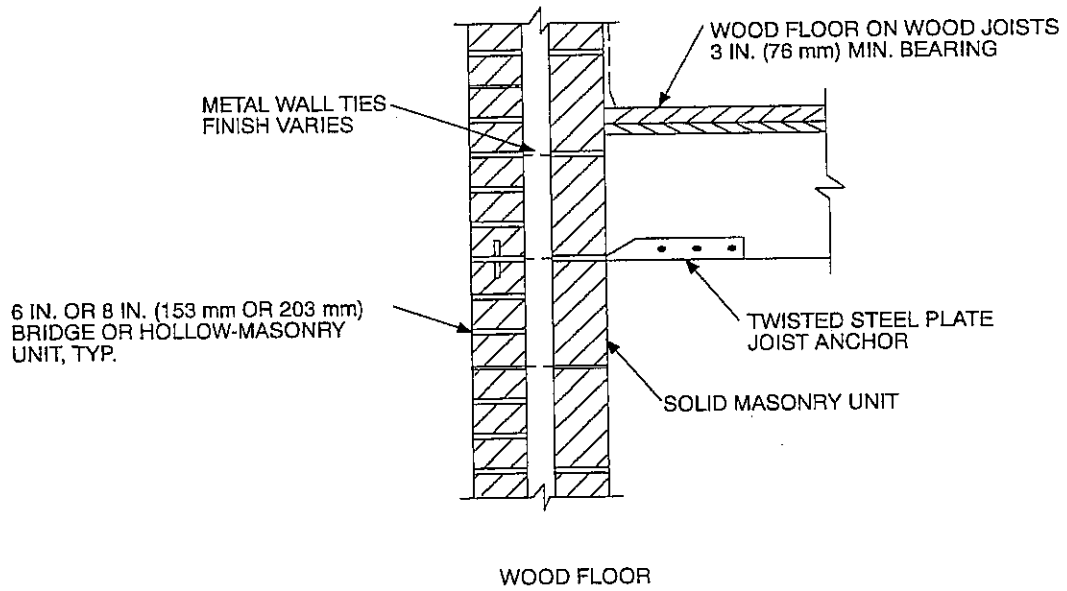 WOOD FLOOR ON WOOD JOISTS
3 IN. (76 mm) MIN. BEARING
METAL WALL TIES
FINISH VARIES
6 IN. OR 8 IN. (153 mm OR 203 mm)
BRIDGE OR HOLLOW-MASONRY
UNIT, TYP.
TWISTED STEEL PLATE
JOIST ANCHOR
SOLID MASONRY UNIT
WOOD FLOOR